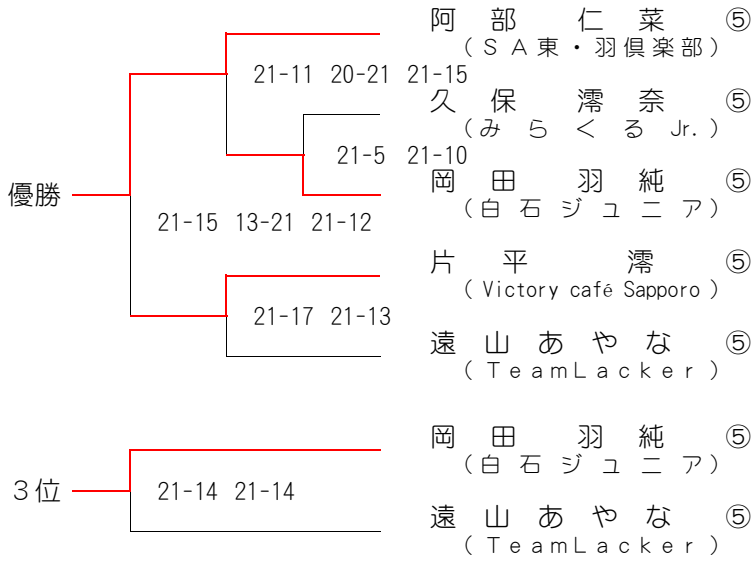 阿部 仁菜 ⑤
(SA東・羽倶楽部)
21-11 20-21 21-15
久保 澪奈 ⑤
(みらくる Jr.)
21-5 21-10
岡田 羽純 ⑤
(白石ジュニア)
優勝
21-15 13-21 21-12
片平 澪 ⑤
(Victory café Sapporo)
21-17 21-13
遠山あやな ⑤
(TeamLacker)
岡田 羽純 ⑤
(白石ジュニア)
3位
21-14 21-14
遠山あやな ⑤
(TeamLacker)